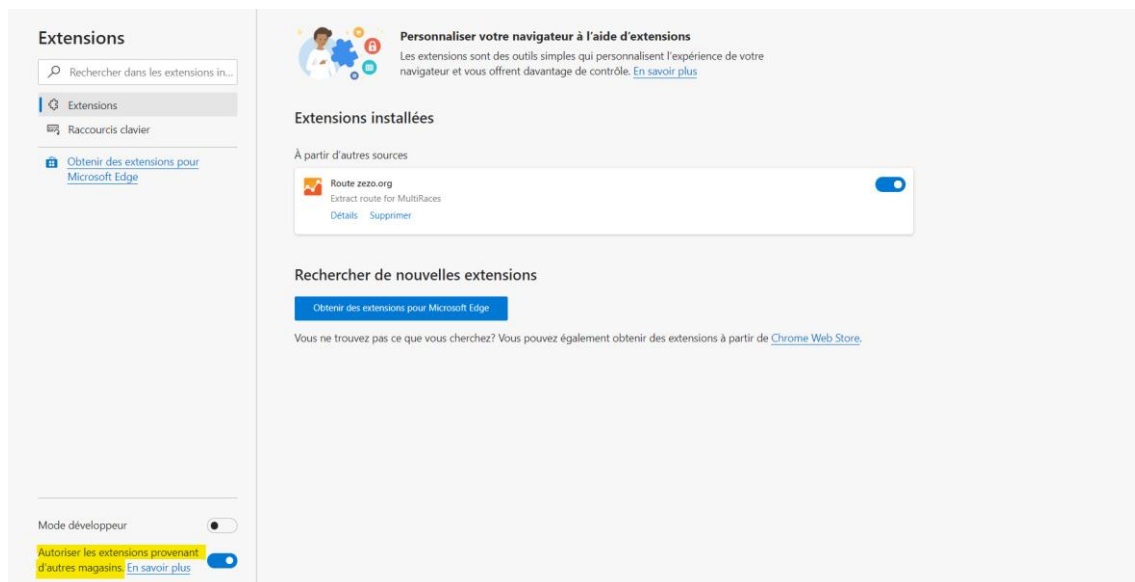 Extensions
Rechercher dans les extensions in...
Extensions
Raccourcis clavier
Obtenir des extensions pour
Microsoft Edge
Personnaliser votre navigateur à l'aide d'extensions
Les extensions sont des outils simples qui personnalisent l'expérience de votre
navigateur et vous offrent davantage de contrôle. En savoir plus
Extensions installées
À partir d'autres sources
Route zezo.org
Extract route for MultiRaces
Détails Supprimer
Rechercher de nouvelles extensions
Obtenir des extensions pour Microsoft Edge
Vous ne trouvez pas ce que vous cherchez? Vous pouvez également obtenir des extensions à partir de Chrome Web Store.
Mode développeur
Autoriser les extensions provenant
d'autres magasins. En savoir plus